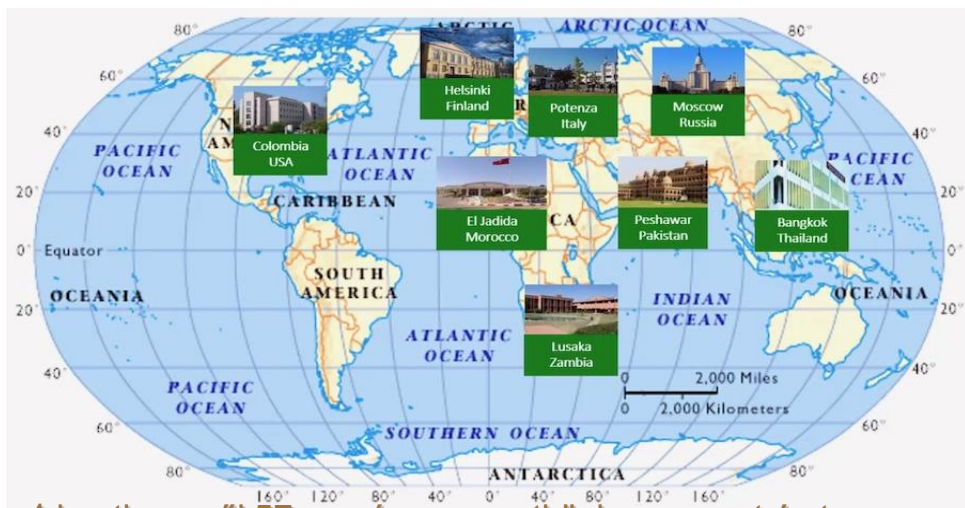 ARCTIC OCEAN
80°
80°
60°
60°
Helsinki
Finland
Potenza
Italy
Moscow
Russia
Colombia
USA
40°
40°
PACIFIC
OCEAN
ATLANTIC
OCEAN
PACIFIC
20°
20°
CARIBBEAN
El Jadida
Morocco
Peshawar
Pakistan
Bangkok
Thailand
0°
Equator
0°
OCEANIA
SOUTH
AMERICA
INDIAN
OCEAN
OCEANIA
20°
20°
ATLANTIC
OCEAN
Lusaka
Zambia
40°
40°
0 2,000 Miles
0 2,000 Kilometers
PACIFIC
OCEAN
60°
60°
SOUTHERN OCEAN
80°
80°
ANTARCTICA
160° 120° 80° 40° 0° 40° 80° 120° 160°